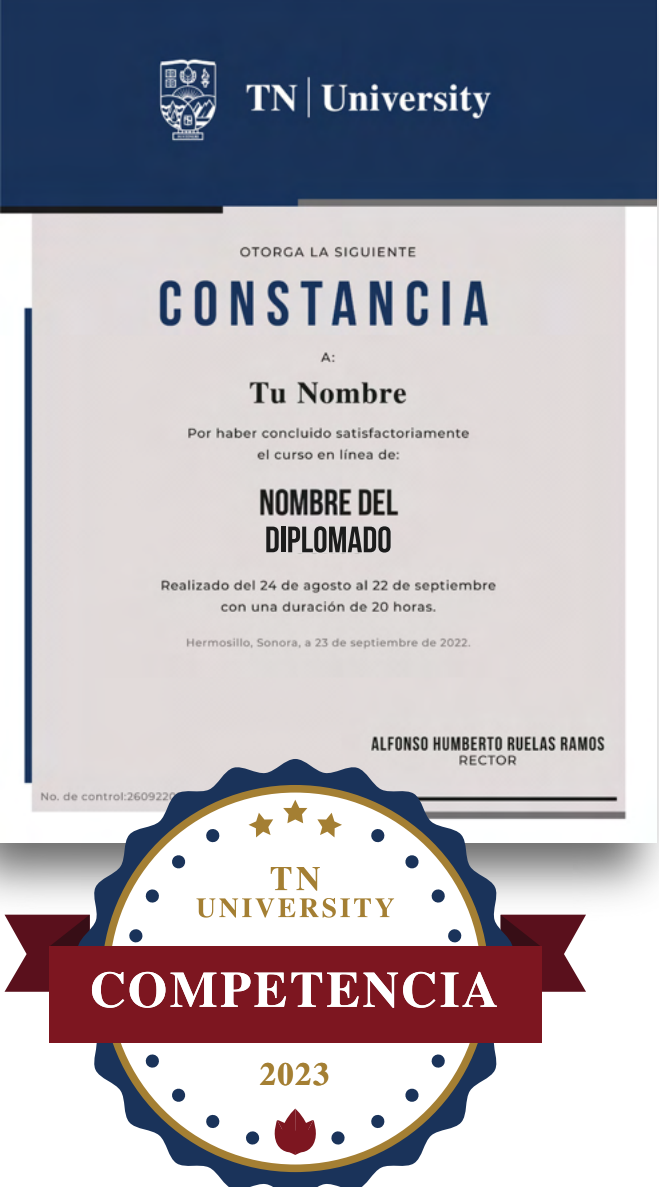 TN | University
OTORGA LA SIGUIENTE
CONSTANCIA
A:
Tu Nombre
Por haber concluido satisfactoriamente
el curso en línea de:
NOMBRE DEL
DIPLOMADO
Realizado del 24 de agosto al 22 de septiembre
con una duración de 20 horas.
Hermosillo, Sonora, a 23 de septiembre de 2022.
ALFONSO HUMBERTO RUELAS RAMOS
RECTOR
No. de control:260922
TN
UNIVERSITY
COMPETENCIA
2023